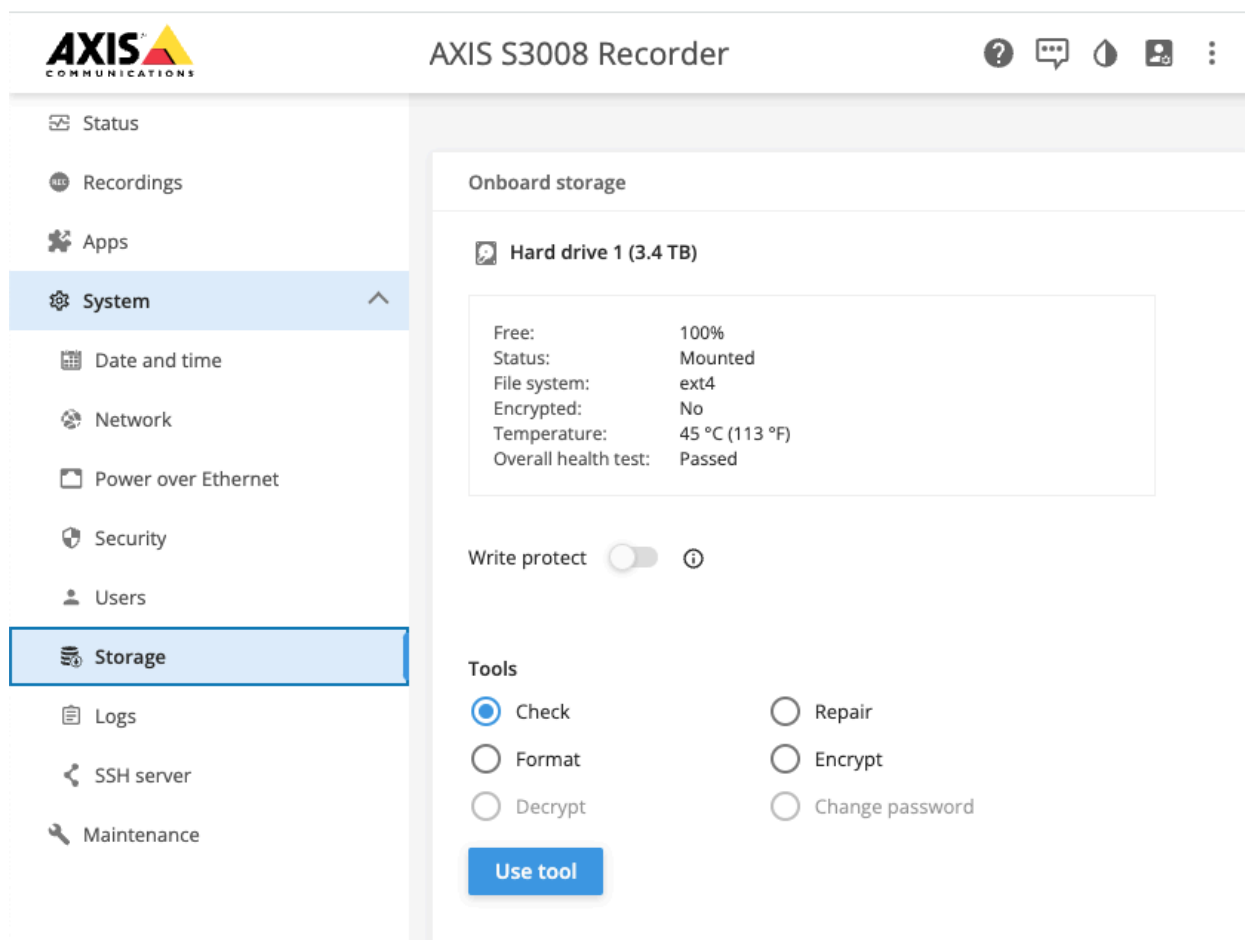 AXIS
COMMUNICATIONS
AXIS S3008 Recorder
Status
REC Recordings
Apps
System
Date and time
Network
Power over Ethernet
Security
Users
Storage
Logs
SSH server
Maintenance
Onboard storage
Hard drive 1 (3.4 TB)
Free: 100%
Status: Mounted
File system: ext4
Encrypted: No
Temperature: 45 °C (113 °F)
Overall health test: Passed
Write protect
Tools
Check Repair
Format Encrypt
Decrypt Change password
Use tool